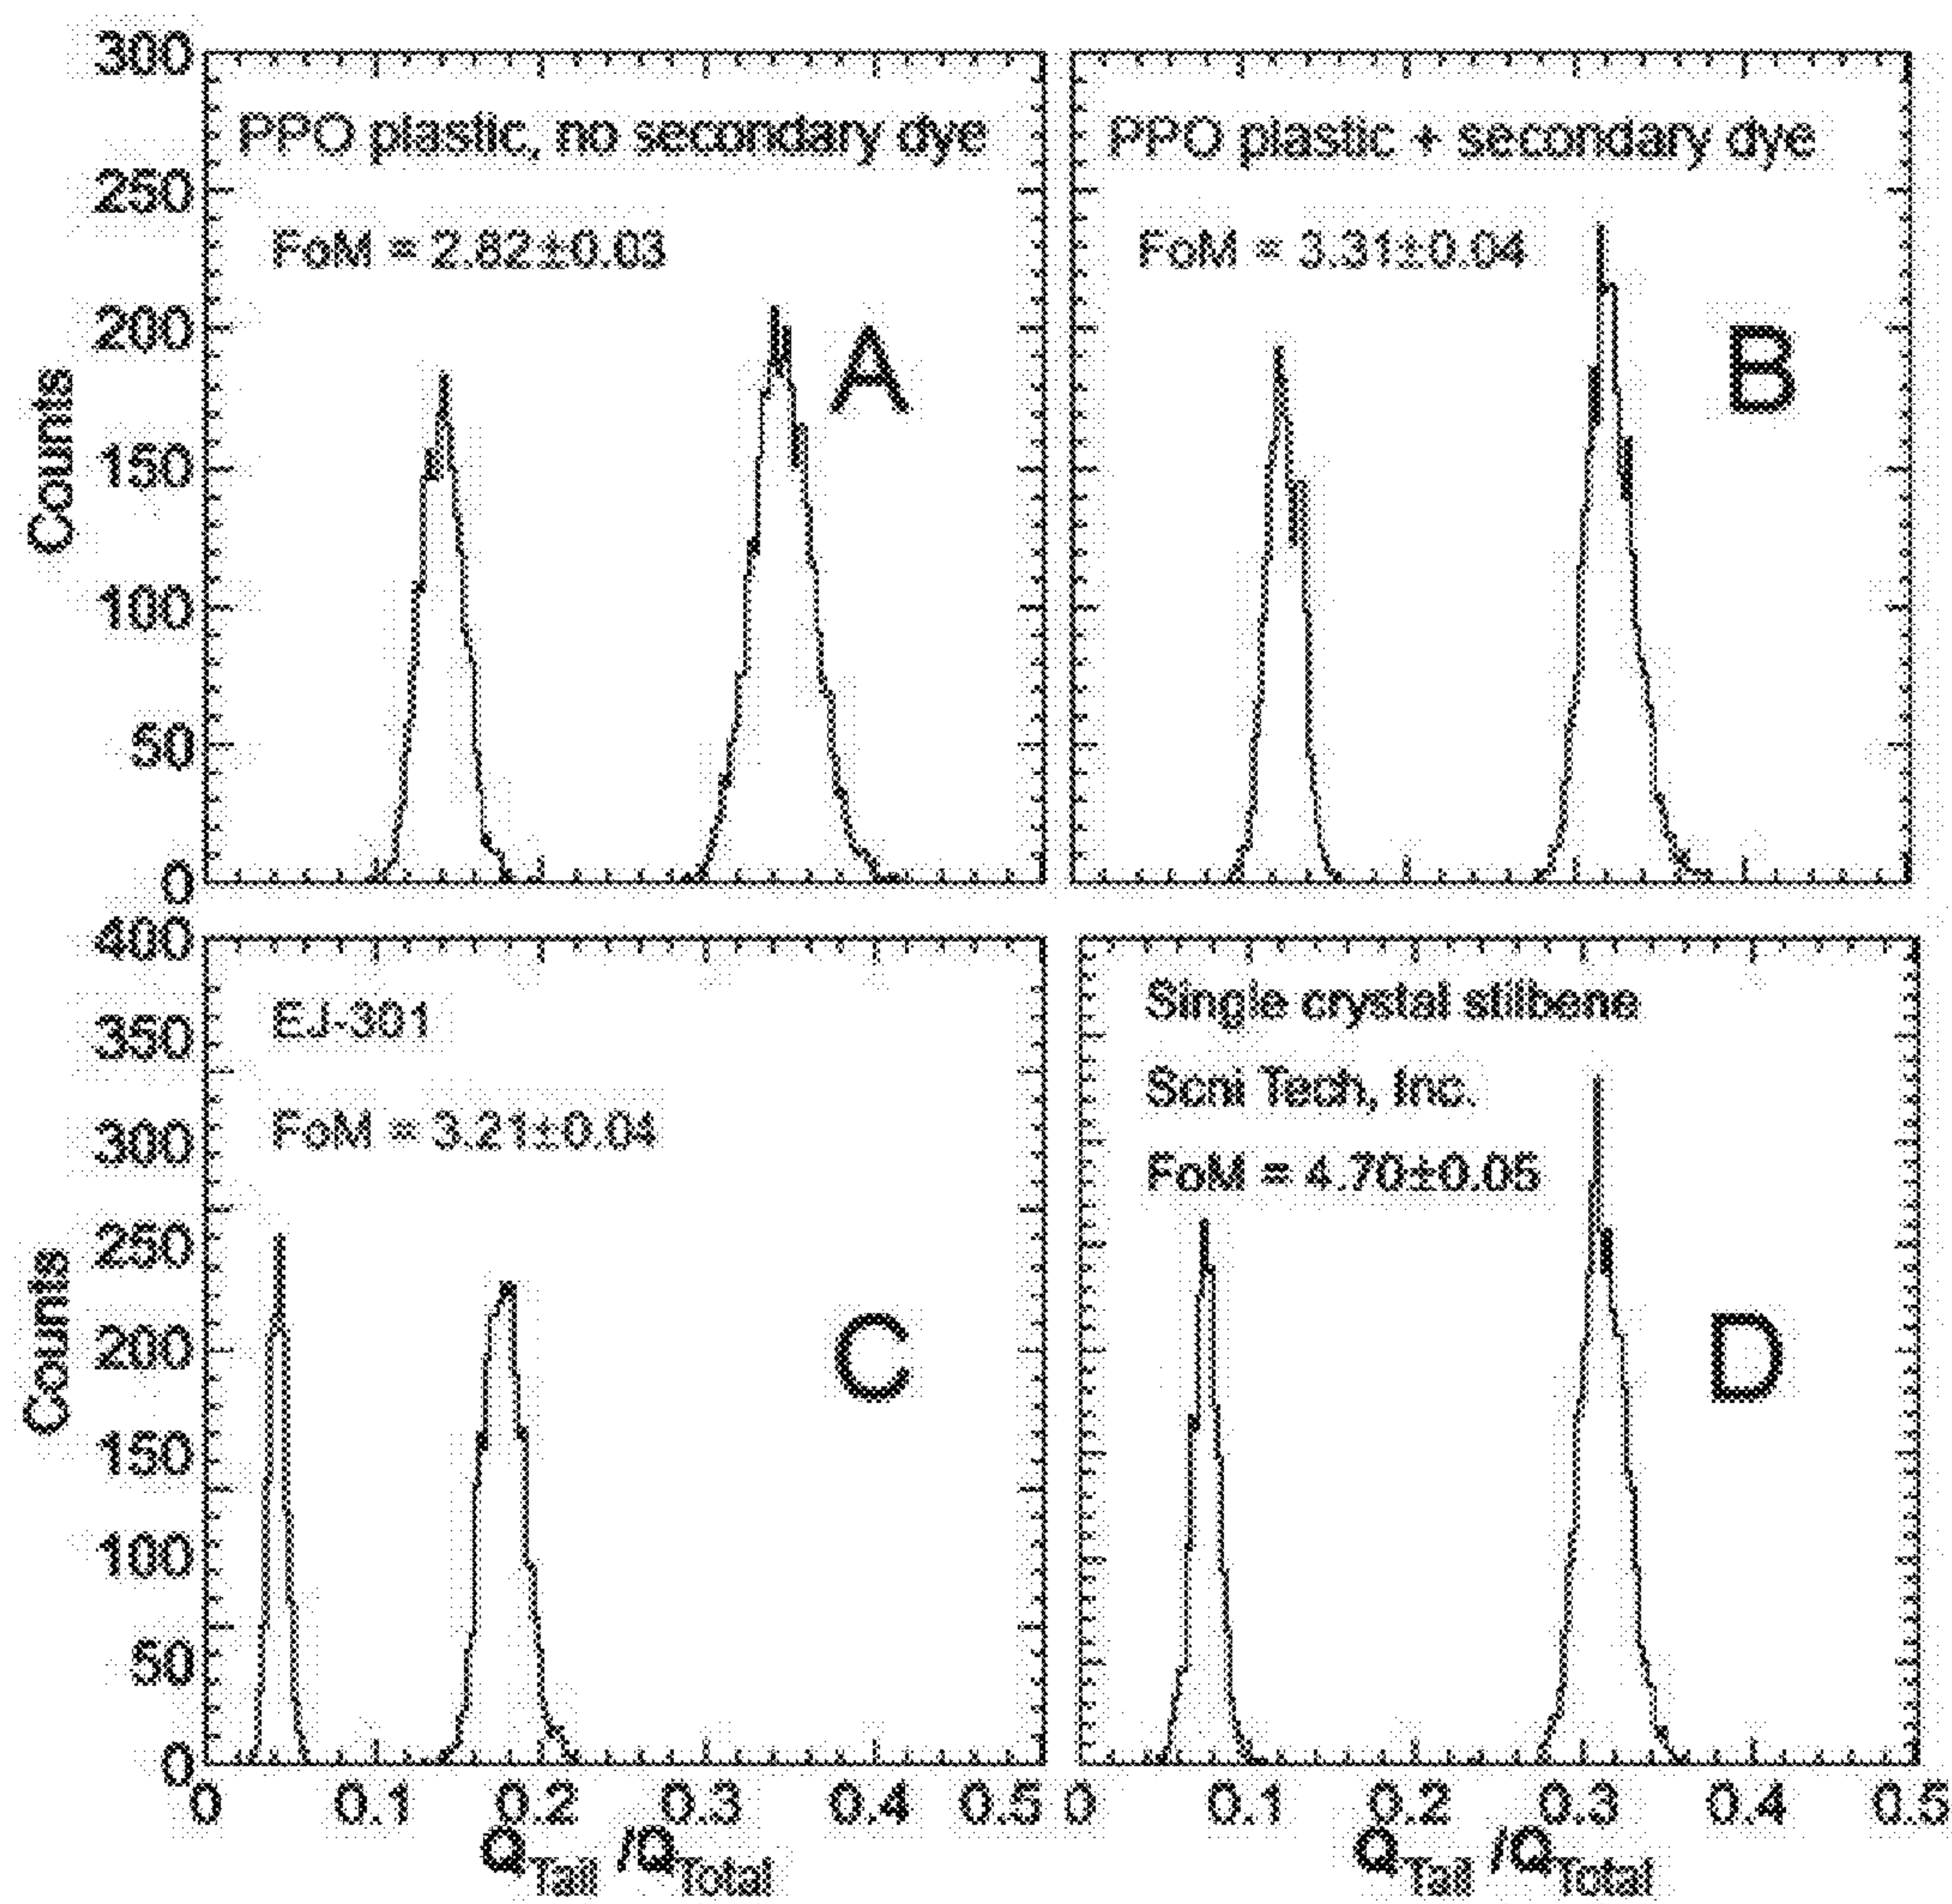 300
PPO plastic, no secondary dye
PPO plastic + secondary dye
250
FoM = 2.82±0.03
FoM = 3.31±0.04
200
A
B
Counts
150
100
50
0
400
EJ-301
Single crystal stilbene
350
Scni Tech, Inc.
300
FoM = 3.21±0.04
FoM = 4.70±0.05
250
C
D
Counts
200
150
100
50
0
0 0.1 0.2 0.3 0.4 0.5 0 0.1 0.2 0.3 0.4 0.5
QTail /QTotal
QTail /QTotal